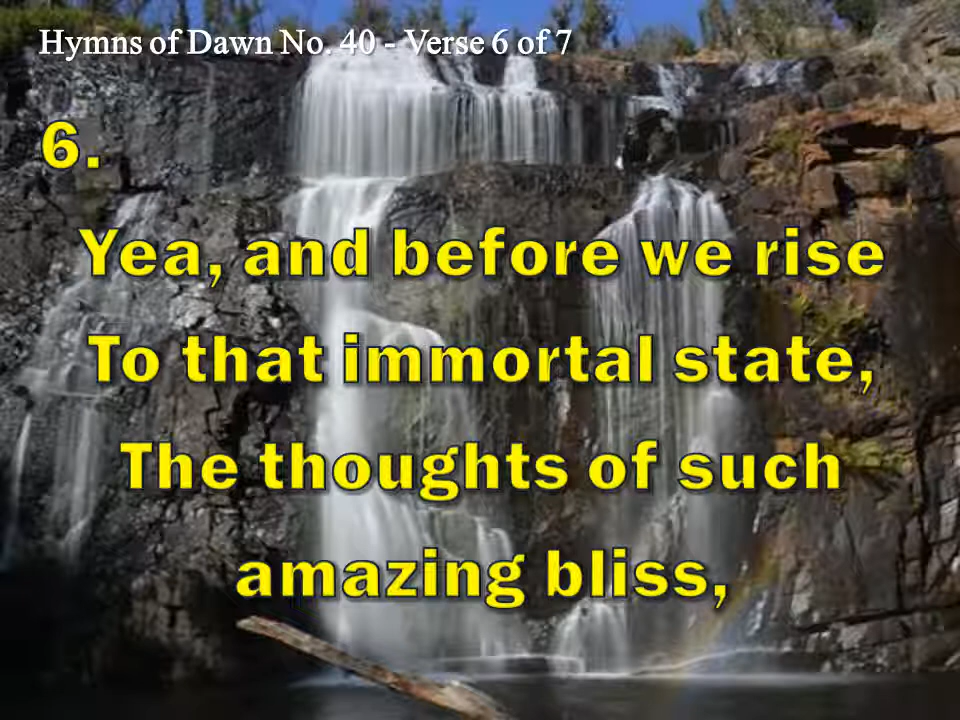 Hymns of Dawn No. 40 - Verse 6 of 7
6.
Yea, and before we rise
To that immortal state,
The thoughts of such
amazing bliss,